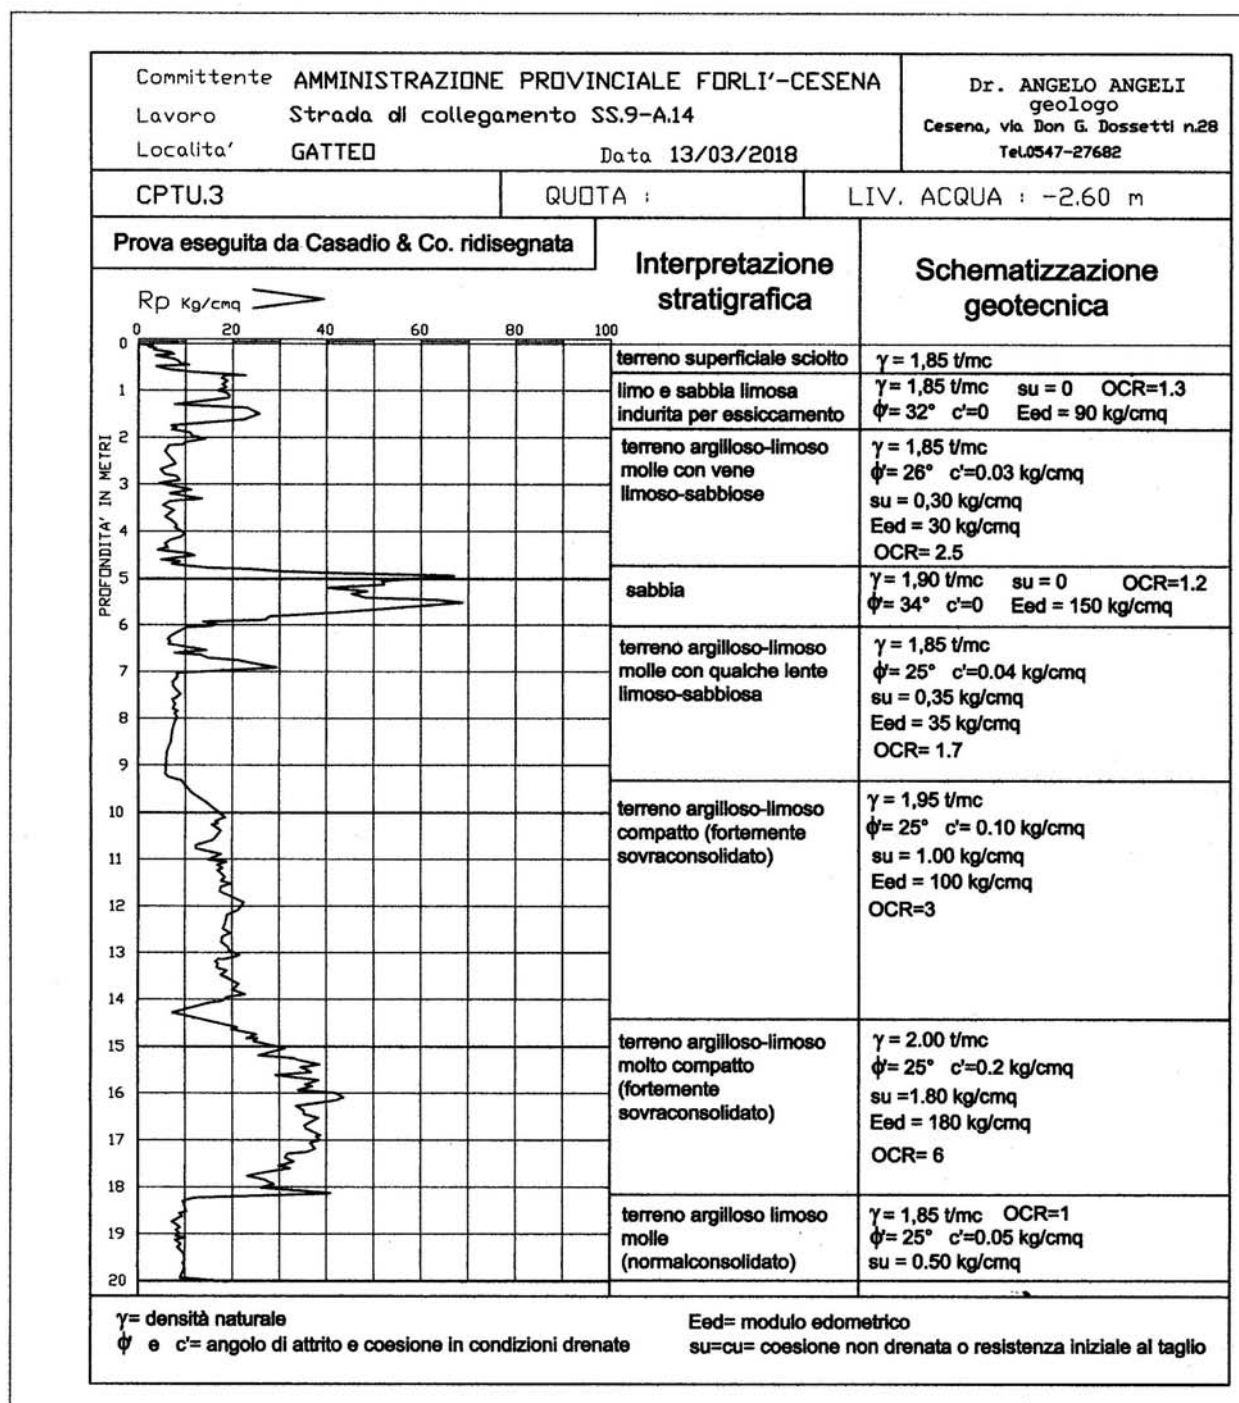 Committente AMMINISTRAZIONE PROVINCIALE FORLI'-CESENA
Lavoro Strada di collegamento SS.9-A.14
Localita' GATTEO Data 13/03/2018
Dr. ANGELO ANGELI
geologo
Cesena, via Don G. Dossetti n.28
Tel.0547-27682
CPTU.3 QUOTA : LIV. ACQUA : -2.60 m
Prova eseguita da Casadio & Co. ridisegnata
Interpretazione
stratigrafica
Schematizzazione
geotecnica
Rp Kg/cmq
0 20 40 60 80 100
PROFONDITA' IN METRI
0
1
2
3
4
5
6
7
8
9
10
11
12
13
14
15
16
17
18
19
20
terreno superficiale sciolto
γ = 1,85 t/mc
limo e sabbia limosa
indurita per essiccamento
γ = 1,85 t/mc su = 0 OCR=1.3
ϕ'= 32° c'=0 Eed = 90 kg/cmq
terreno argilloso-limoso
molle con vene
limoso-sabbiose
γ = 1,85 t/mc
ϕ'= 26° c'=0.03 kg/cmq
su = 0,30 kg/cmq
Eed = 30 kg/cmq
OCR= 2.5
sabbia
γ = 1,90 t/mc su = 0 OCR=1.2
ϕ'= 34° c'=0 Eed = 150 kg/cmq
terreno argilloso-limoso
molle con qualche lente
limoso-sabbiosa
γ = 1,85 t/mc
ϕ'= 25° c'=0.04 kg/cmq
su = 0,35 kg/cmq
Eed = 35 kg/cmq
OCR= 1.7
terreno argilloso-limoso
compatto (fortemente
sovraconsolidato)
γ = 1,95 t/mc
ϕ'= 25° c'= 0.10 kg/cmq
su = 1.00 kg/cmq
Eed = 100 kg/cmq
OCR=3
terreno argilloso-limoso
molto compatto
(fortemente
sovraconsolidato)
γ = 2.00 t/mc
ϕ'= 25° c'=0.2 kg/cmq
su =1.80 kg/cmq
Eed = 180 kg/cmq
OCR= 6
terreno argilloso limoso
molle
(normalconsolidato)
γ = 1,85 t/mc OCR=1
ϕ'= 25° c'=0.05 kg/cmq
su = 0.50 kg/cmq
γ= densità naturale
ϕ' e c'= angolo di attrito e coesione in condizioni drenate
Eed= modulo edometrico
su=cu= coesione non drenata o resistenza iniziale al taglio